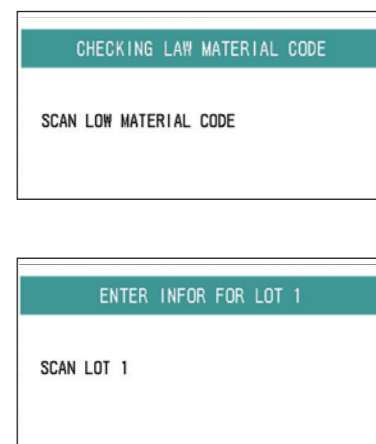 CHECKING LAW MATERIAL CODE
SCAN LOW MATERIAL CODE
ENTER INFOR FOR LOT 1
SCAN LOT 1